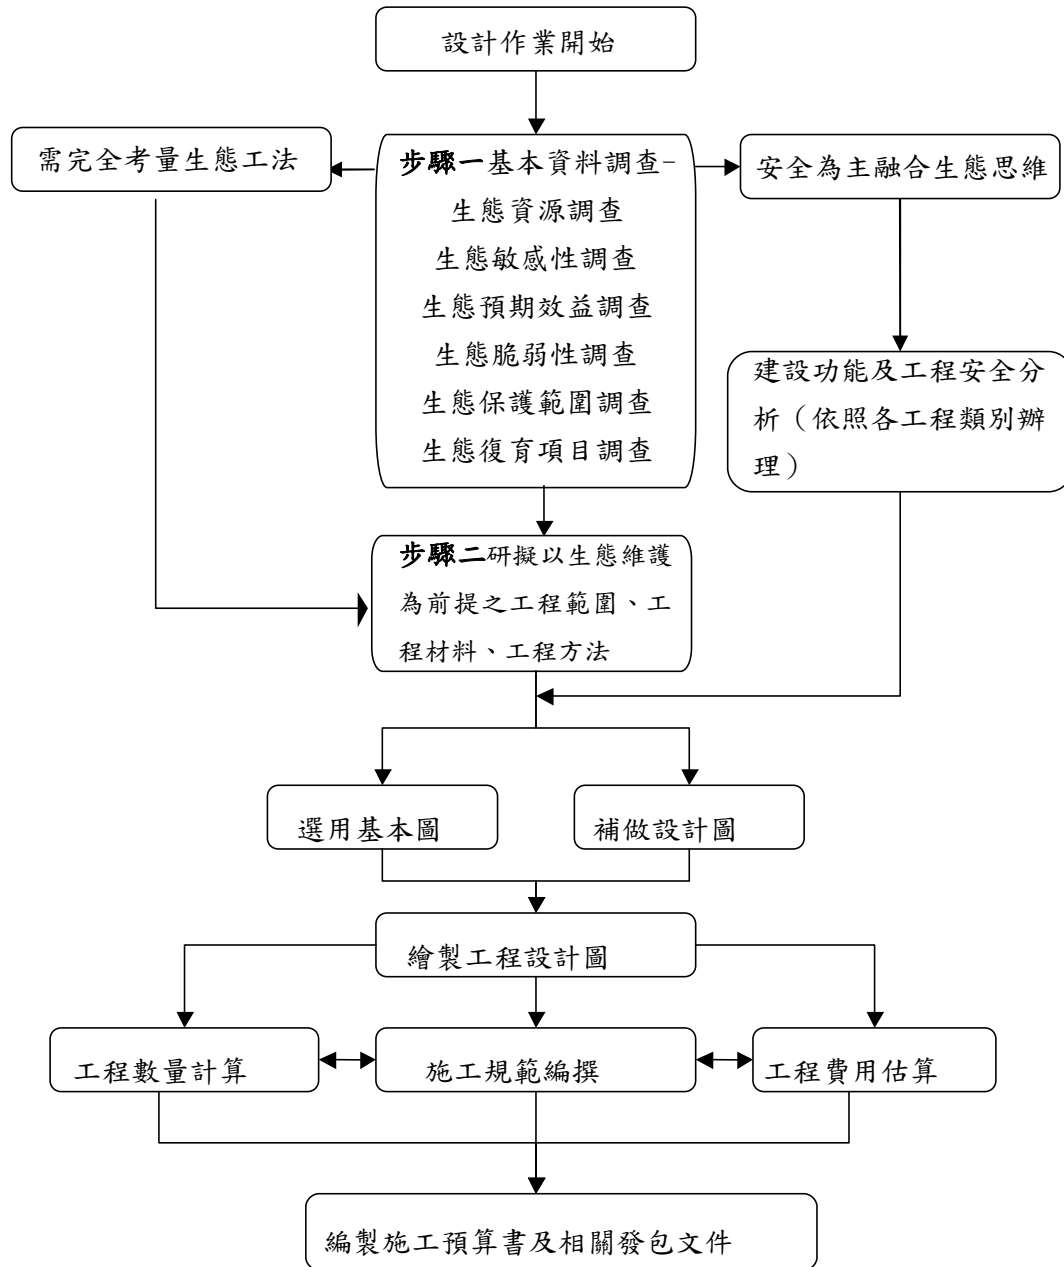 設計作業開始
需完全考量生態工法
步驟一基本資料調查-
生態資源調查
生態敏感性調查
生態預期效益調查
生態脆弱性調查
生態保護範圍調查
生態復育項目調查
安全為主融合生態思維
建設功能及工程安全分
析（依照各工程類別辦
理）
步驟二研擬以生態維護
為前提之工程範圍、工
程材料、工程方法
選用基本圖
補做設計圖
繪製工程設計圖
工程數量計算
施工規範編撰
工程費用估算
編製施工預算書及相關發包文件